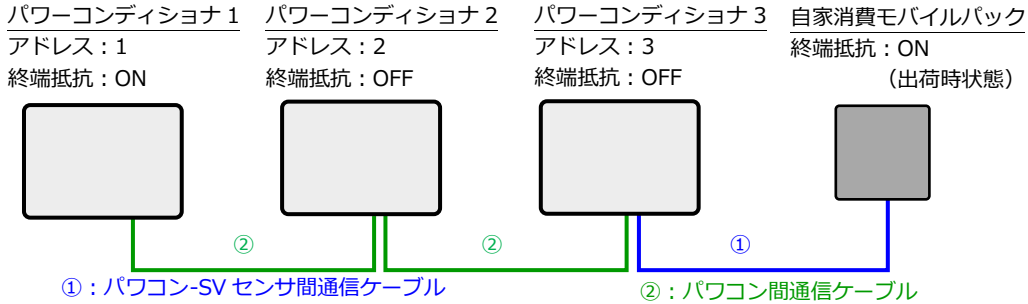 パワーコンディショナ 1
アドレス：1
終端抵抗：ON
パワーコンディショナ 2
アドレス：2
終端抵抗：OFF
パワーコンディショナ 3
アドレス：3
終端抵抗：OFF
自家消費モバイルパック
終端抵抗：ON
（出荷時状態）
②
②
①
①：パワコン-SV センサ間通信ケーブル
②：パワコン間通信ケーブル